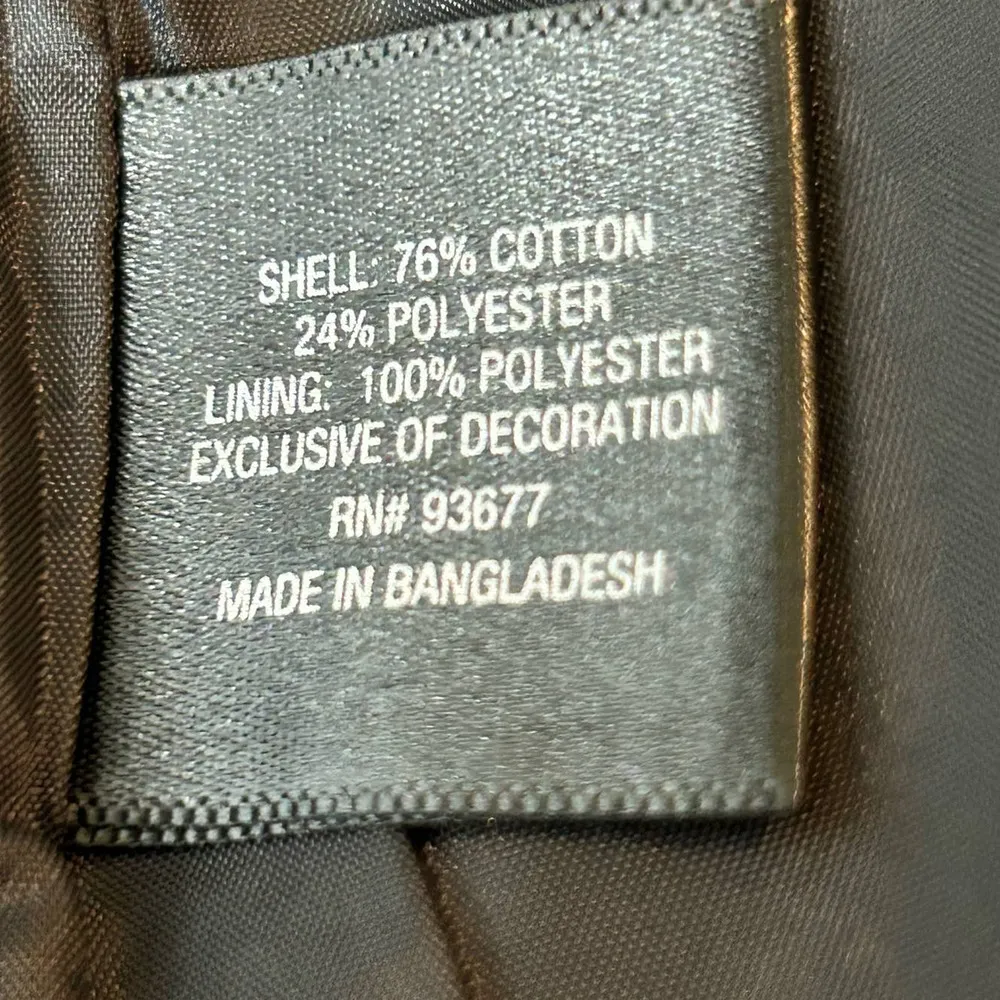 SHELL: 76% COTTON
24% POLYESTER
LINING: 100% POLYESTER
EXCLUSIVE OF DECORATION
RN# 93677
MADE IN BANGLADESH